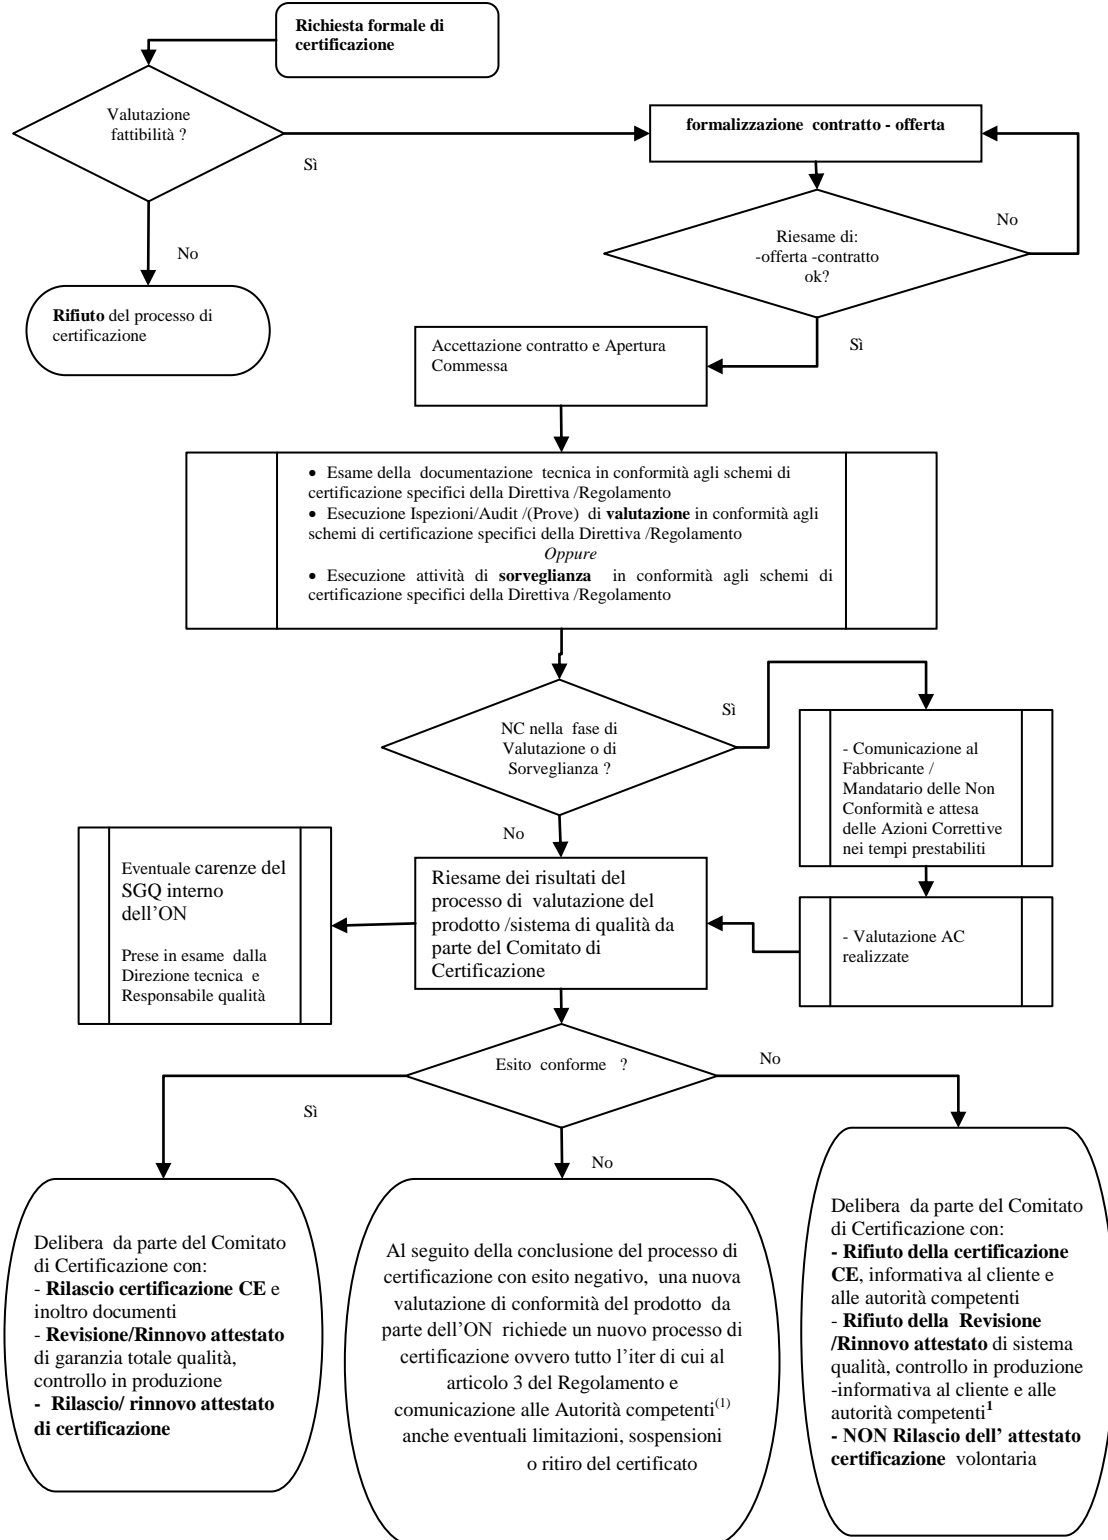 Richiesta formale di
certificazione
Valutazione
fattibilità ?
Sì
formalizzazione contratto - offerta
No
Riesame di:
-offerta -contratto
ok?
No
Rifiuto del processo di
certificazione
Sì
Accettazione contratto e Apertura
Commessa
• Esame della documentazione tecnica in conformità agli schemi di
certificazione specifici della Direttiva /Regolamento
• Esecuzione Ispezioni/Audit /(Prove) di valutazione in conformità agli
schemi di certificazione specifici della Direttiva /Regolamento
Oppure
• Esecuzione attività di sorveglianza in conformità agli schemi di
certificazione specifici della Direttiva /Regolamento
NC nella fase di
Valutazione o di
Sorveglianza ?
Sì
- Comunicazione al
Fabbricante /
Mandatario delle Non
Conformità e attesa
delle Azioni Correttive
nei tempi prestabiliti
No
Eventuale carenze del
SGQ interno
dell'ON
Prese in esame dalla
Direzione tecnica e
Responsabile qualità
Riesame dei risultati del
processo di valutazione del
prodotto /sistema di qualità da
parte del Comitato di
Certificazione
- Valutazione AC
realizzate
Esito conforme ?
No
Sì
No
Delibera da parte del Comitato
di Certificazione con:
- Rilascio certificazione CE e
inoltro documenti
- Revisione/Rinnovo attestato
di garanzia totale qualità,
controllo in produzione
- Rilascio/ rinnovo attestato
di certificazione
Al seguito della conclusione del processo di
certificazione con esito negativo, una nuova
valutazione di conformità del prodotto da
parte dell'ON richiede un nuovo processo di
certificazione ovvero tutto l'iter di cui al
articolo 3 del Regolamento e
comunicazione alle Autorità competenti(1)
anche eventuali limitazioni, sospensioni
o ritiro del certificato
Delibera da parte del Comitato
di Certificazione con:
- Rifiuto della certificazione
CE, informativa al cliente e
alle autorità competenti
- Rifiuto della Revisione
/Rinnovo attestato di sistema
qualità, controllo in produzione
-informativa al cliente e alle
autorità competenti1
- NON Rilascio dell' attestato
certificazione volontaria